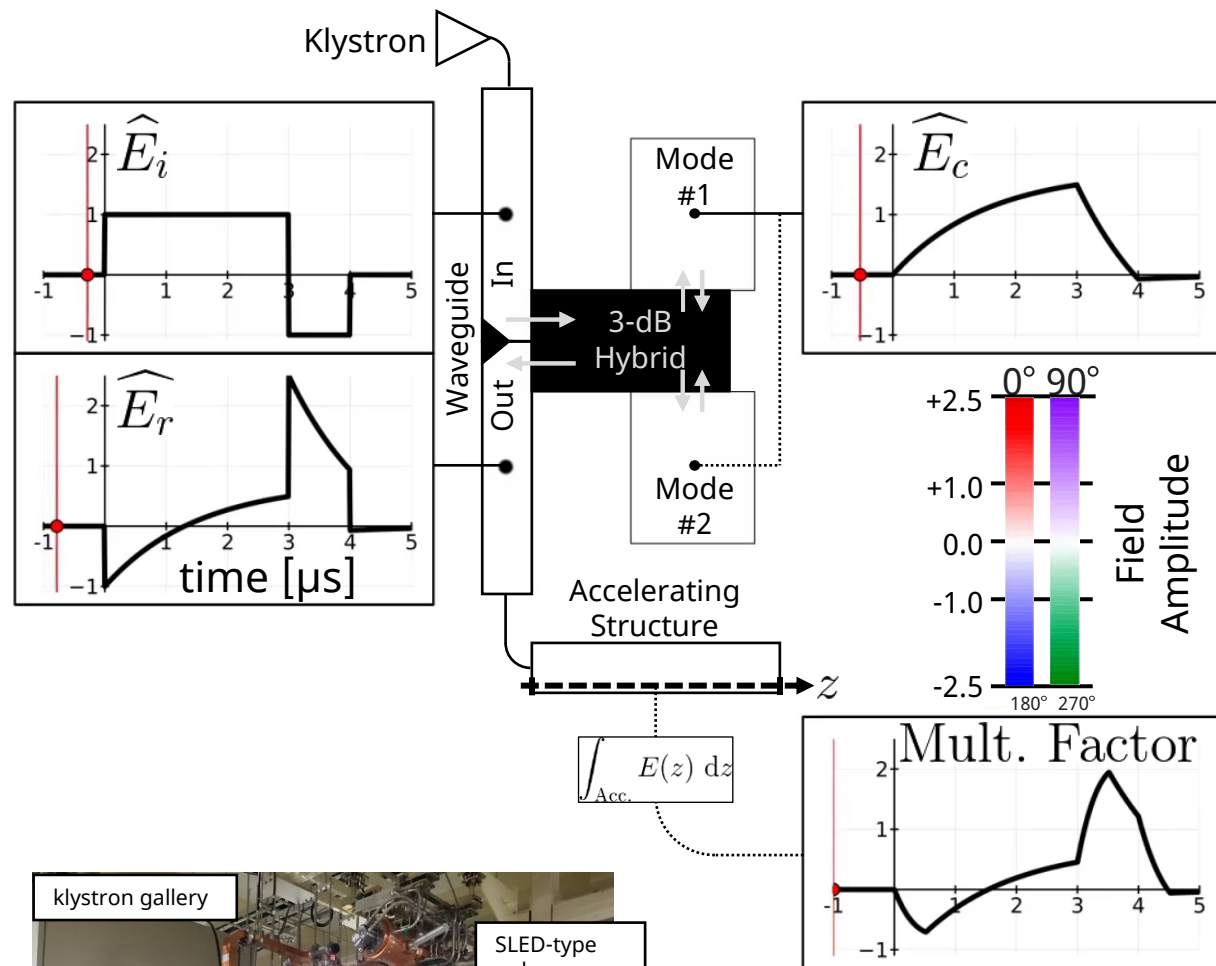 Klystron
E_i
2
1
-1
1
2
3
4
5
−1
E_r
2
1
-1
1
2
3
4
5
−1
time [µs]
Waveguide
In
Out
Mode
#1
3-dB
Hybrid
Mode
#2
E_c
2
1
-1
1
2
3
4
5
−1
0° 90°
+2.5
+1.0
0.0
-1.0
-2.5
180° 270°
Field
Amplitude
Accelerating
Structure
z
∫_Acc. E(z) dz
Mult. Factor
2
1
-1
1
2
3
4
5
−1
klystron gallery
SLED-type